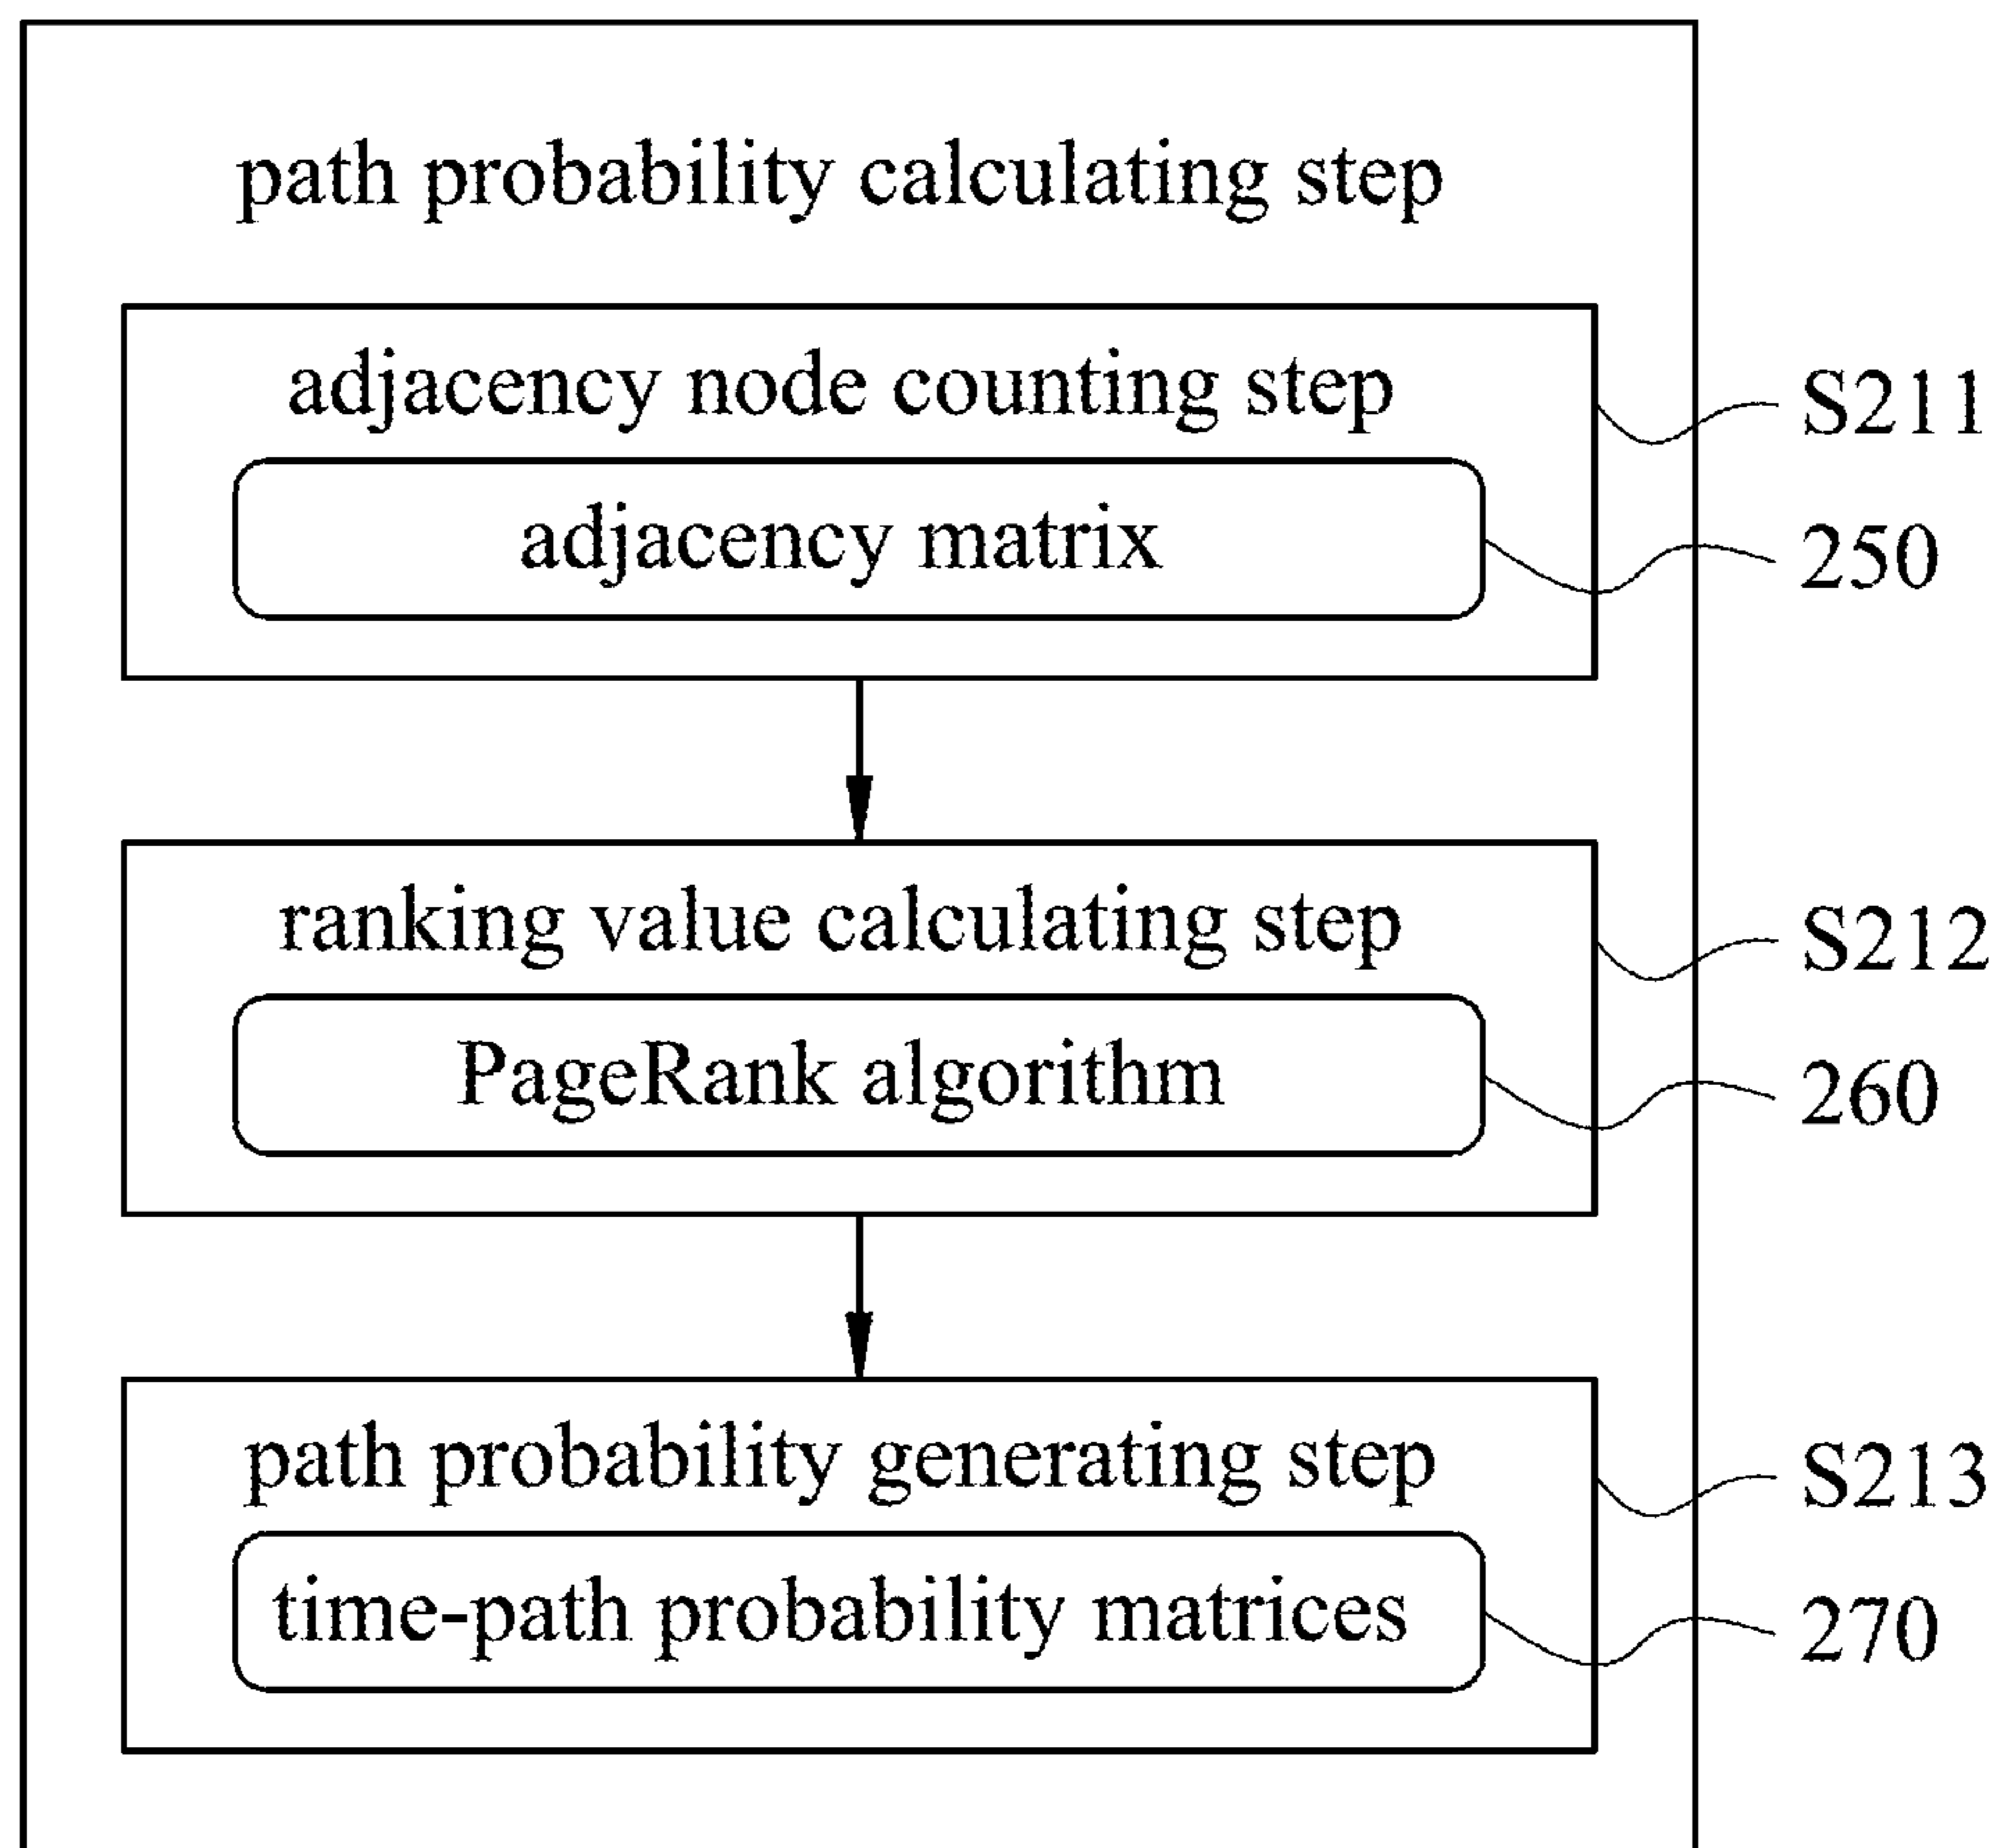 path probability calculating step
adjacency node counting step
S211
adjacency matrix
250
ranking value calculating step
S212
PageRank algorithm
260
path probability generating step
S213
time-path probability matrices
270